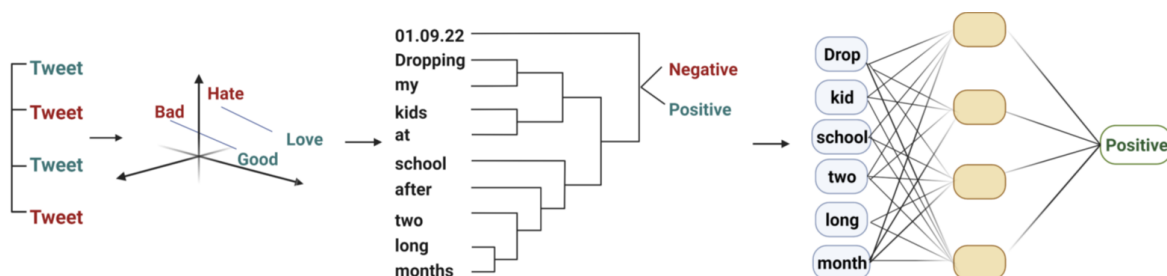 Tweet
Tweet
Tweet
Tweet
Hate
Bad
Love
Good
01.09.22
Dropping
my
kids
at
school
after
two
long
months
Negative
Positive
Drop
kid
school
two
long
month
Positive